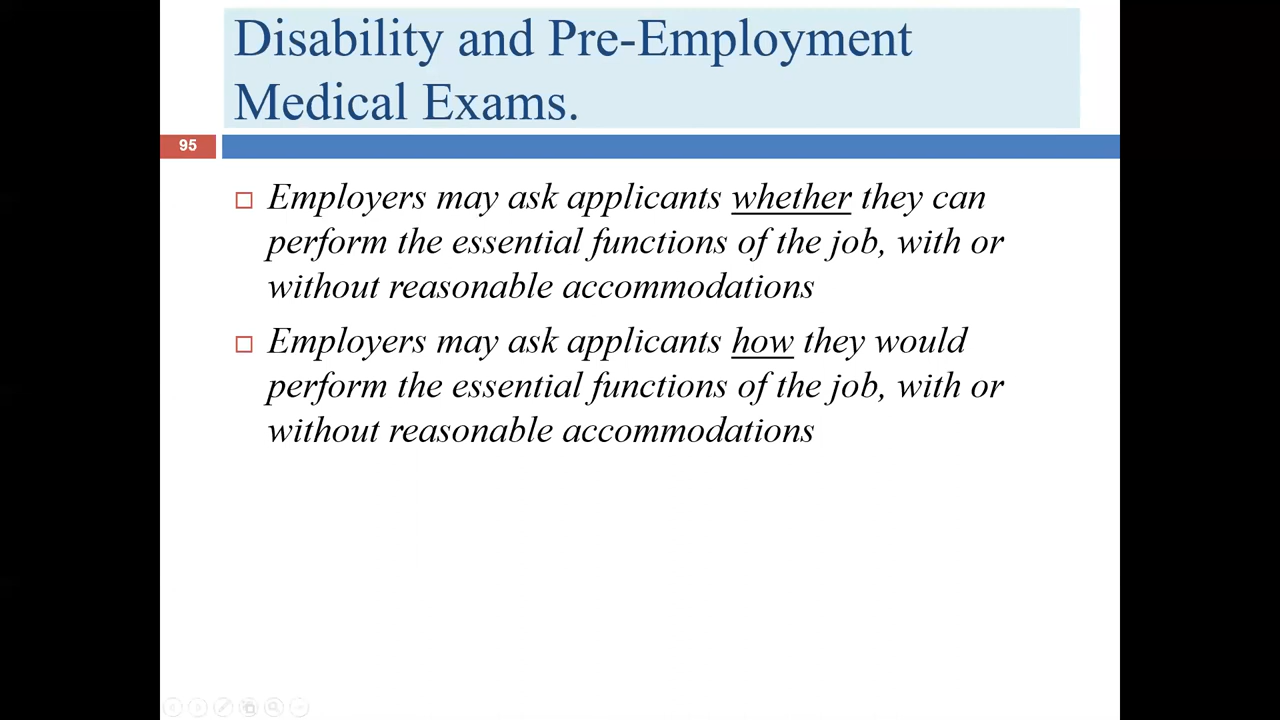 Disability and Pre-Employment
Medical Exams.
95
Employers may ask applicants whether they can
perform the essential functions of the job, with or
without reasonable accommodations
Employers may ask applicants how they would
perform the essential functions of the job, with or
without reasonable accommodations